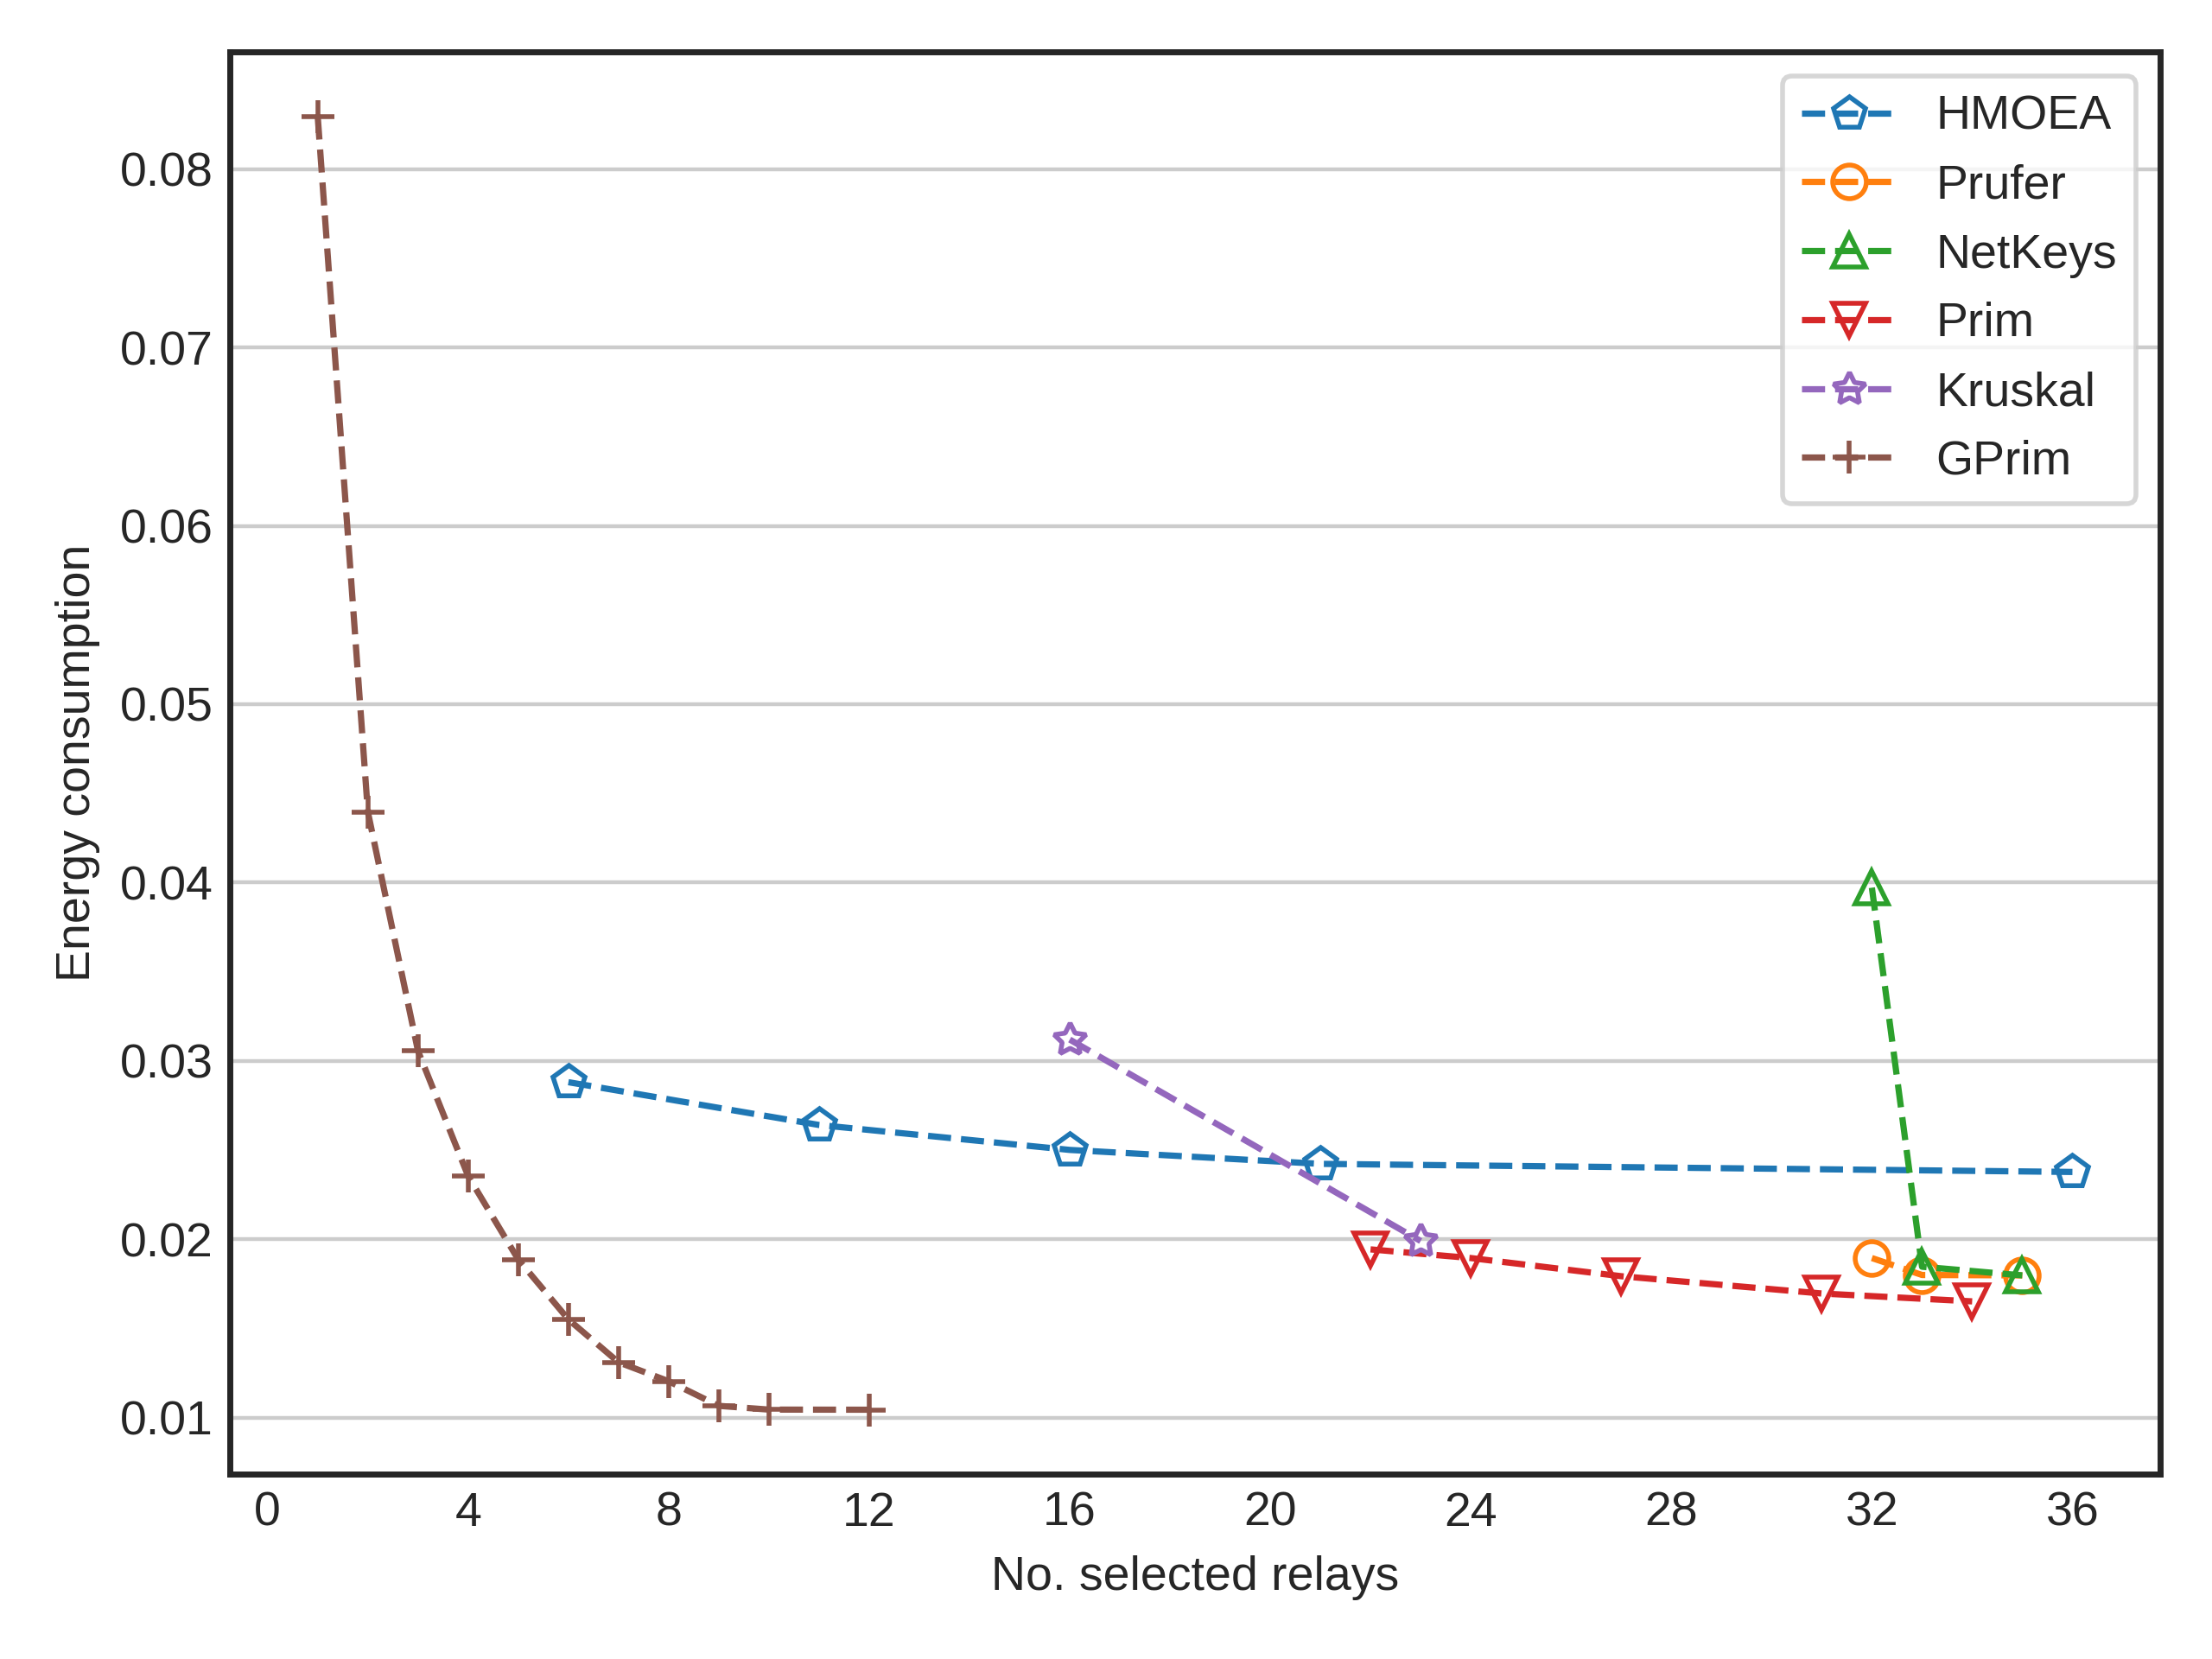 HMOEA
Prufer
NetKeys
Prim
Kruskal
GPrim
0.08
0.07
0.06
0.05
0.04
0.03
0.02
0.01
Energy consumption
0 4 8 12 16 20 24 28 32 36
No. selected relays